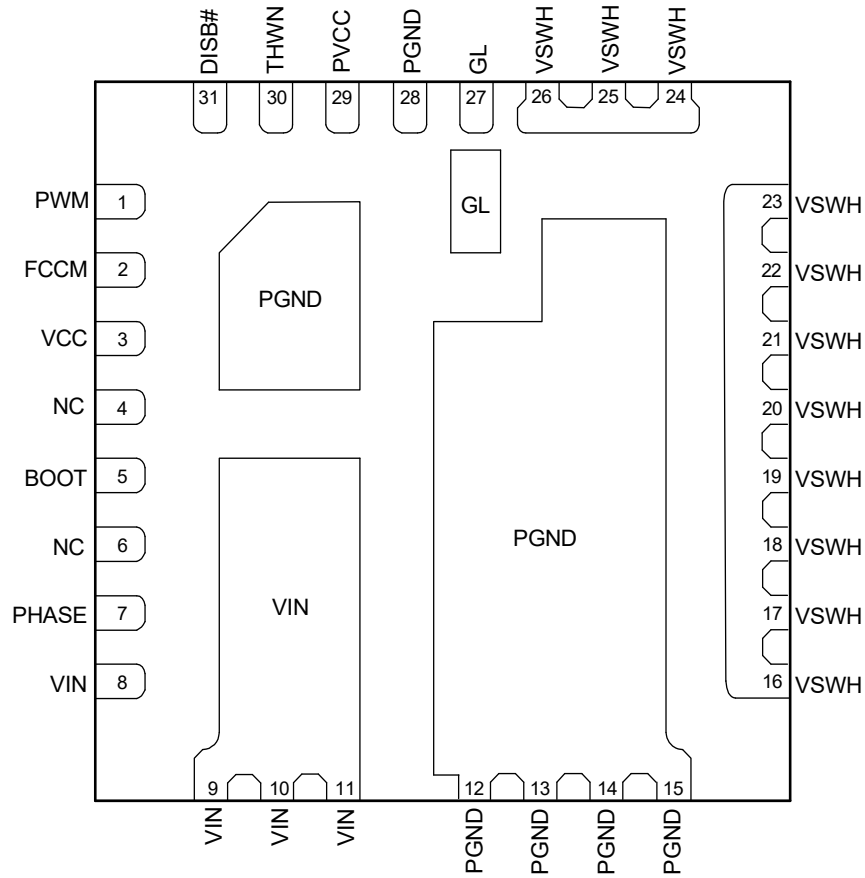 DISB#
THWN
PVCC
PGND
GL
VSWH
VSWH
VSWH
31
30
29
28
27
26
25
24
PWM 1
GL
23 VSWH
FCCM 2
PGND
22 VSWH
VCC 3
21 VSWH
NC 4
20 VSWH
BOOT 5
19 VSWH
NC 6
PGND
18 VSWH
PHASE 7
VIN
17 VSWH
VIN 8
16 VSWH
9
10
11
12
13
14
15
VIN
VIN
VIN
PGND
PGND
PGND
PGND